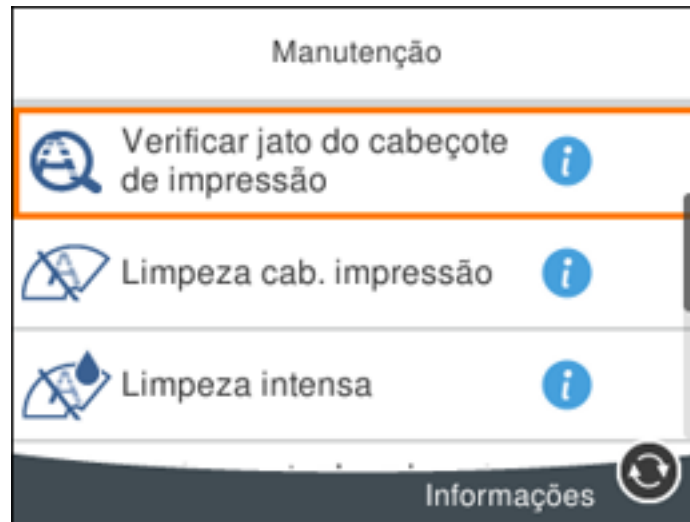 Manutenção
Verificar jato do cabeçote
de impressão
Limpeza cab. impressão
Limpeza intensa
Informações